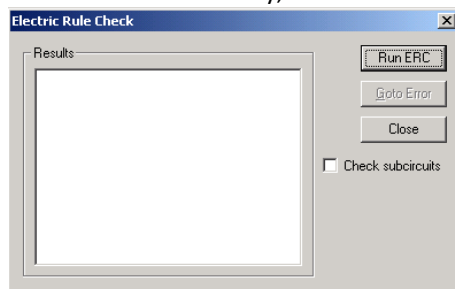 Electric Rule Check
Results
Run ERC
Goto Error
Close
Check subcircuits